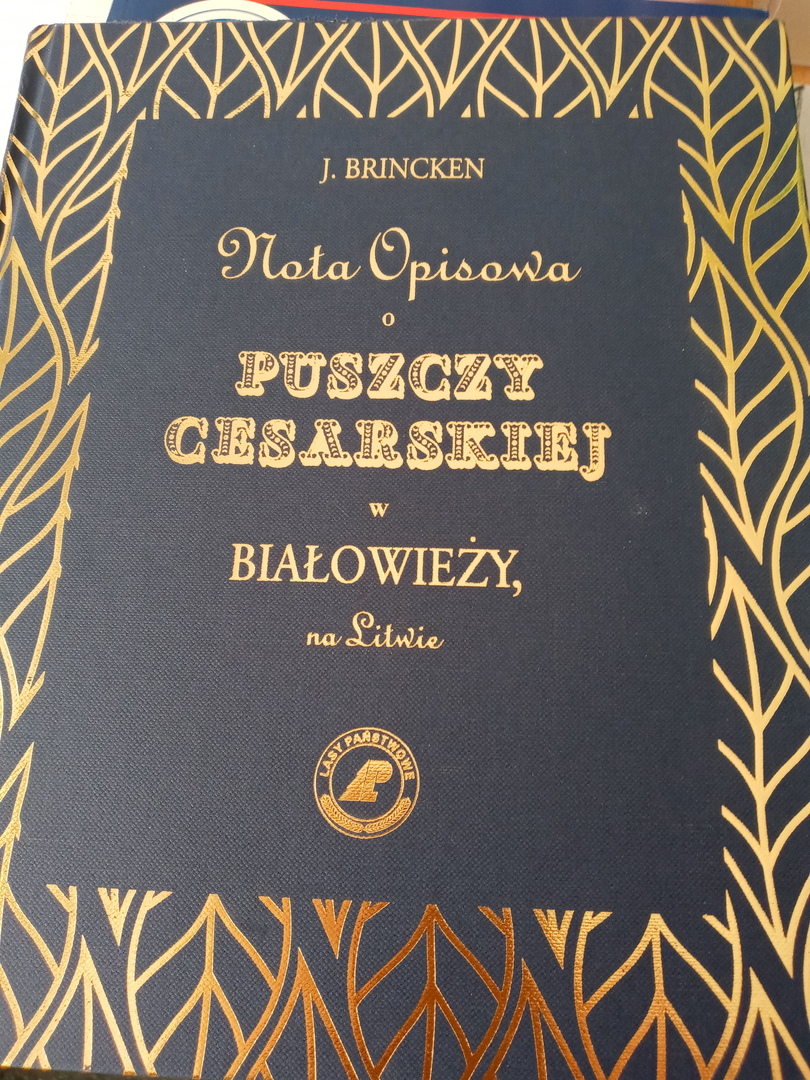 J. BRINCKEN
Nota Opisowa
o
PUSZCZY
CESARSKIEJ
w
BIAŁOWIEŻY,
na Litwie
LASY PAŃSTWOWE